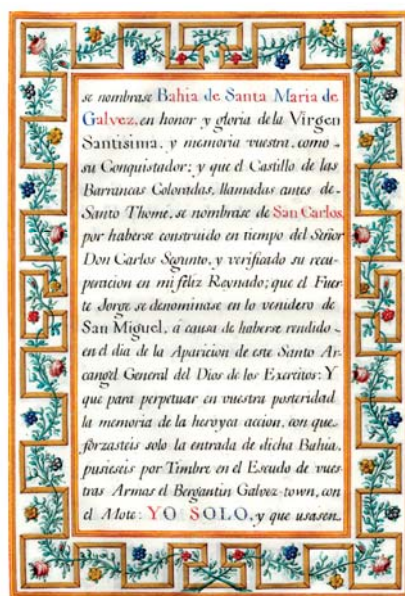 se nombrase Bahia de Santa Maria de
Galvez, en honor y gloria de la Virgen
Santisima, y memoria vuestra, como -
su Conquistador; y que el Castillo de las
Barrancas Coloradas, llamadas antes de-
Santo Thome, se nombrase de San Carlos,
por haberse construido en tiempo del Señor
Don Carlos Segunto, y verificado su recu-
peracion en mi feliz Reynado; que el Fuer-
te Jorge se denominase en lo venidero de
San Miguel, á causa de haberse rendido -
en el dia de la Aparicion de este Santo Ar-
cangel General del Dios de los Exercitos: Y
que para perpetuar en vuestra posteridad
la memoria de la heroyca accion, con que
forzasteis solo la entrada de dicha Bahia,
pusieseis por Timbre en el Escudo de vues-
tras Armas el Bergantin Galvez-town, con
el Mote: YO SOLO, y que usasen